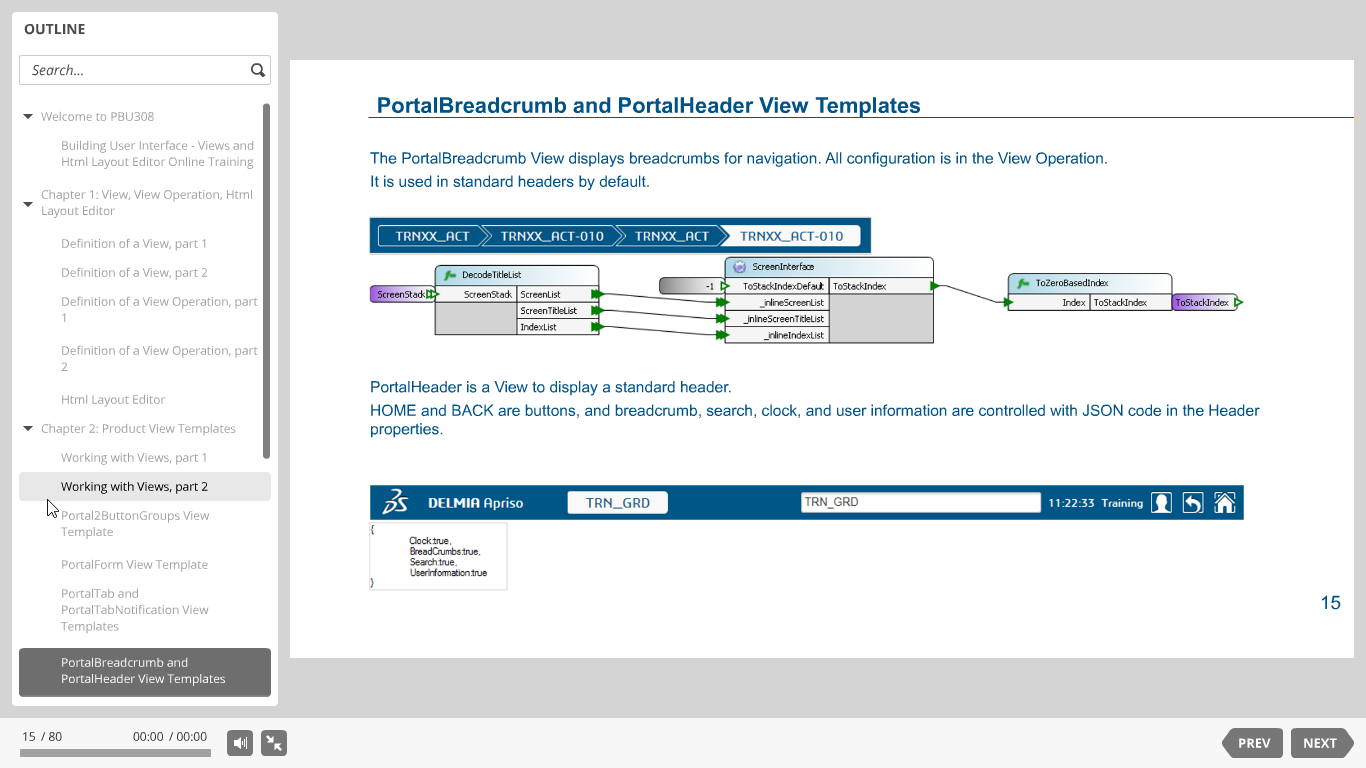 OUTLINE
Search...
Welcome to PBU308
Building User Interface - Views and
Html Layout Editor Online Training
Chapter 1: View, View Operation, Html
Layout Editor
Definition of a View, part 1
Definition of a View, part 2
Definition of a View Operation, part
1
Definition of a View Operation, part
2
Html Layout Editor
Chapter 2: Product View Templates
Working with Views, part 1
Working with Views, part 2
Portal2ButtonGroups View
Template
PortalForm View Template
PortalTab and
PortalTabNotification View
Templates
PortalBreadcrumb and
PortalHeader View Templates
PortalBreadcrumb and PortalHeader View Templates
The PortalBreadcrumb View displays breadcrumbs for navigation. All configuration is in the View Operation.
It is used in standard headers by default.
TRNXX_ACT TRNXX_ACT-010 TRNXX_ACT TRNXX_ACT-010
ScreenStack
DecodeTitleList
ScreenStack ScreenList
ScreenTitleList
IndexList
-1
ScreenInterface
ToStackIndexDefault ToStackIndex
_inlineScreenList
_inlineScreenTitleList
_inlineIndexList
ToZeroBasedIndex
Index ToStackIndex
ToStackIndex
PortalHeader is a View to display a standard header.
HOME and BACK are buttons, and breadcrumb, search, clock, and user information are controlled with JSON code in the Header
properties.
DELMIA Apriso TRN_GRD TRN_GRD 11:22:33 Training
{
Clock:true,
BreadCrumbs:true,
Search:true,
UserInformation:true
}
15
15 / 80 00:00 / 00:00
PREV NEXT